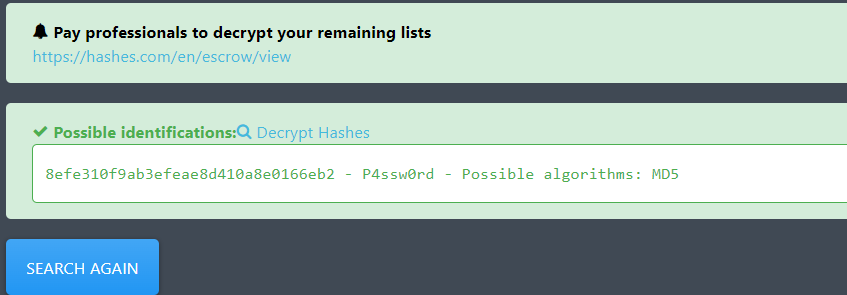 Pay professionals to decrypt your remaining lists
https://hashes.com/en/escrow/view
Possible identifications: Decrypt Hashes
8efe310f9ab3efeae8d410a8e0166eb2 - P4ssw0rd - Possible algorithms: MD5
SEARCH AGAIN